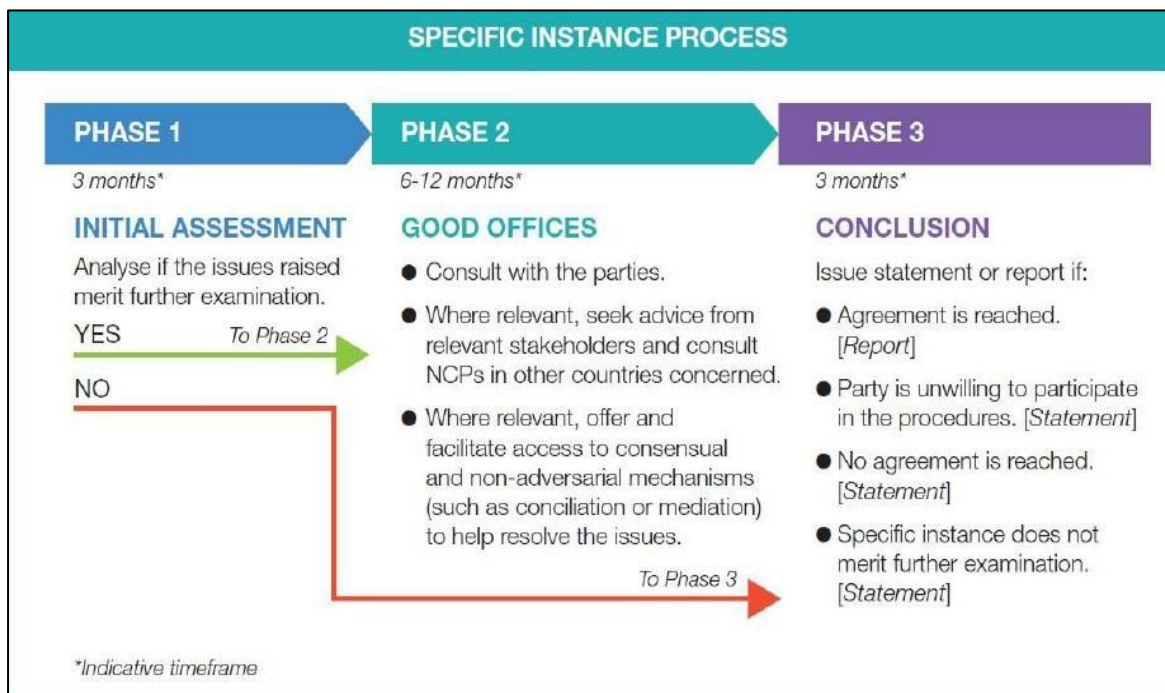 SPECIFIC INSTANCE PROCESS
PHASE 1
3 months*
INITIAL ASSESSMENT
Analyse if the issues raised
merit further examination.
YES To Phase 2
NO
PHASE 2
6-12 months*
GOOD OFFICES
● Consult with the parties.
● Where relevant, seek advice from
relevant stakeholders and consult
NCPs in other countries concerned.
● Where relevant, offer and
facilitate access to consensual
and non-adversarial mechanisms
(such as conciliation or mediation)
to help resolve the issues.
To Phase 3
PHASE 3
3 months*
CONCLUSION
Issue statement or report if:
● Agreement is reached.
[Report]
● Party is unwilling to participate
in the procedures. [Statement]
● No agreement is reached.
[Statement]
● Specific instance does not
merit further examination.
[Statement]
*Indicative timeframe